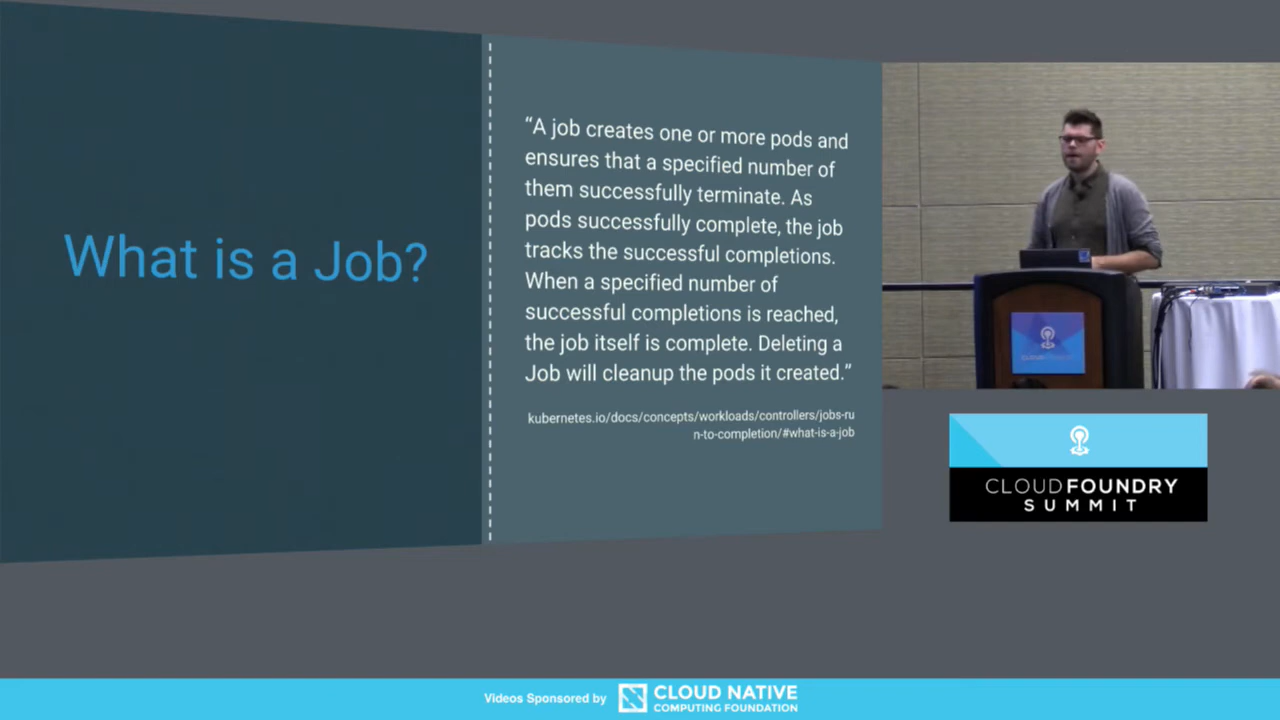 What is a Job?
“A job creates one or more pods and
ensures that a specified number of
them successfully terminate. As
pods successfully complete, the job
tracks the successful completions.
When a specified number of
successful completions is reached,
the job itself is complete. Deleting a
Job will cleanup the pods it created.”
kubernetes.io/docs/concepts/workloads/controllers/jobs-ru
n-to-completion/#what-is-a-job
CLOUDFOUNDRY
CLOUDFOUNDRY
SUMMIT
Videos Sponsored by
CLOUD NATIVE
COMPUTING FOUNDATION